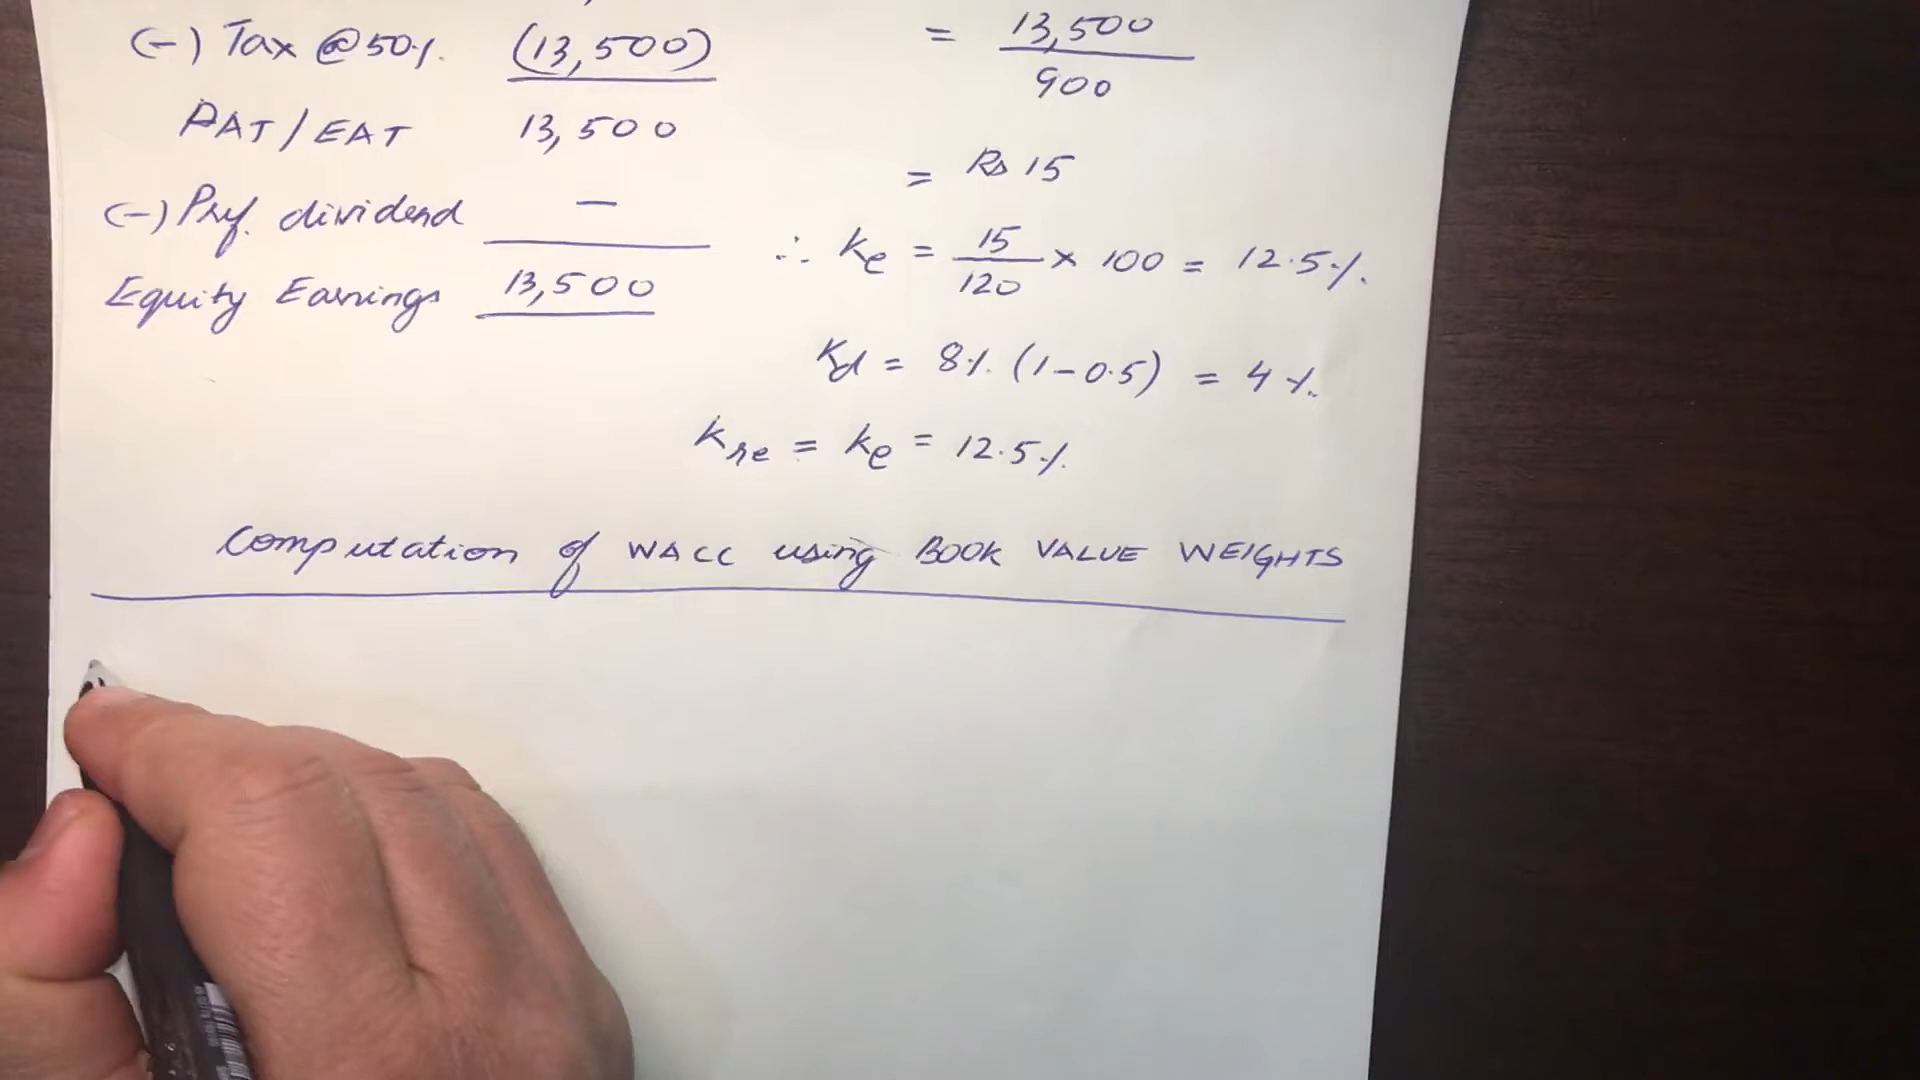 (-) Tax @50%. (13,500)
PAT/EAT 13,500
(-) Pref. dividend —
Equity Earnings 13,500
= 13,500
900
= Rs 15
∴ ke = 15/120 × 100 = 12.5%.
Kd = 8%. (1-0.5) = 4%.
Kre = ke = 12.5%.
Computation of WACC using BOOK VALUE WEIGHTS